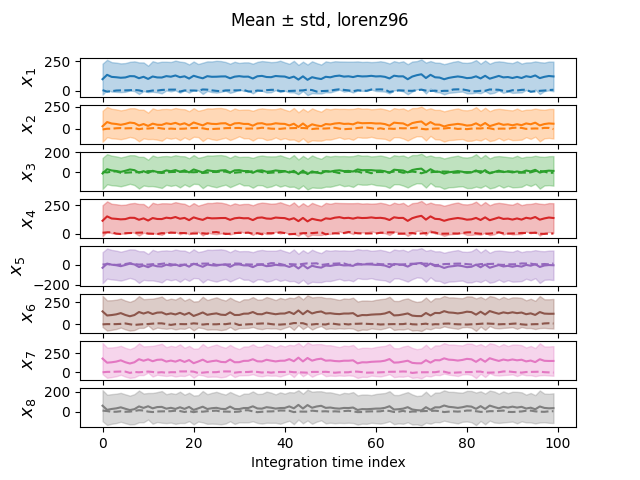 Mean ± std, lorenz96
250
0
x₁
250
0
x₂
200
0
x₃
250
0
x₄
0
−200
x₅
250
0
x₆
250
0
x₇
200
0
x₈
0 20 40 60 80 100
Integration time index